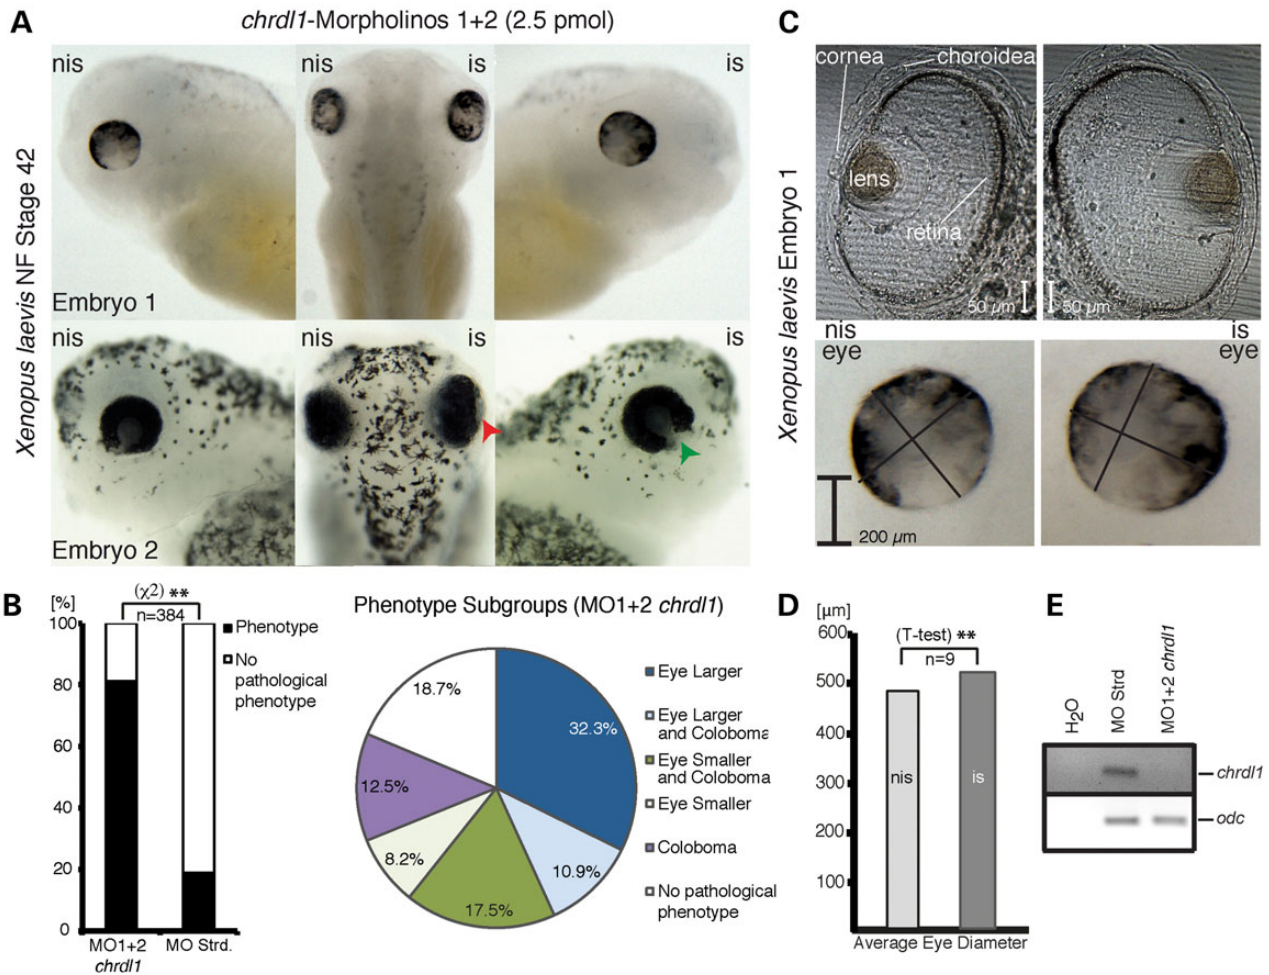 A
chrdl1-Morpholinos 1+2 (2.5 pmol)
Xenopus laevis NF Stage 42
nis
nis
is
is
Embryo 1
nis
nis
is
is
Embryo 2
C
Xenopus laevis Embryo 1
cornea
choroidea
lens
retina
50 µm
50 µm
nis
eye
is
eye
200 µm
B
[%]
(χ2) **
n=384
100
80
60
40
20
0
MO1+2
chrdl1
MO Strd.
Phenotype
No
pathological
phenotype
Phenotype Subgroups (MO1+2 chrdl1)
18.7%
32.3%
12.5%
8.2%
17.5%
10.9%
Eye Larger
Eye Larger
and Coloboma
Eye Smaller
and Coloboma
Eye Smaller
Coloboma
No pathological
phenotype
D
[µm]
(T-test) **
n=9
600
500
400
300
200
100
nis
is
Average Eye Diameter
E
H2O
MO Strd
MO1+2 chrdl1
chrdl1
odc